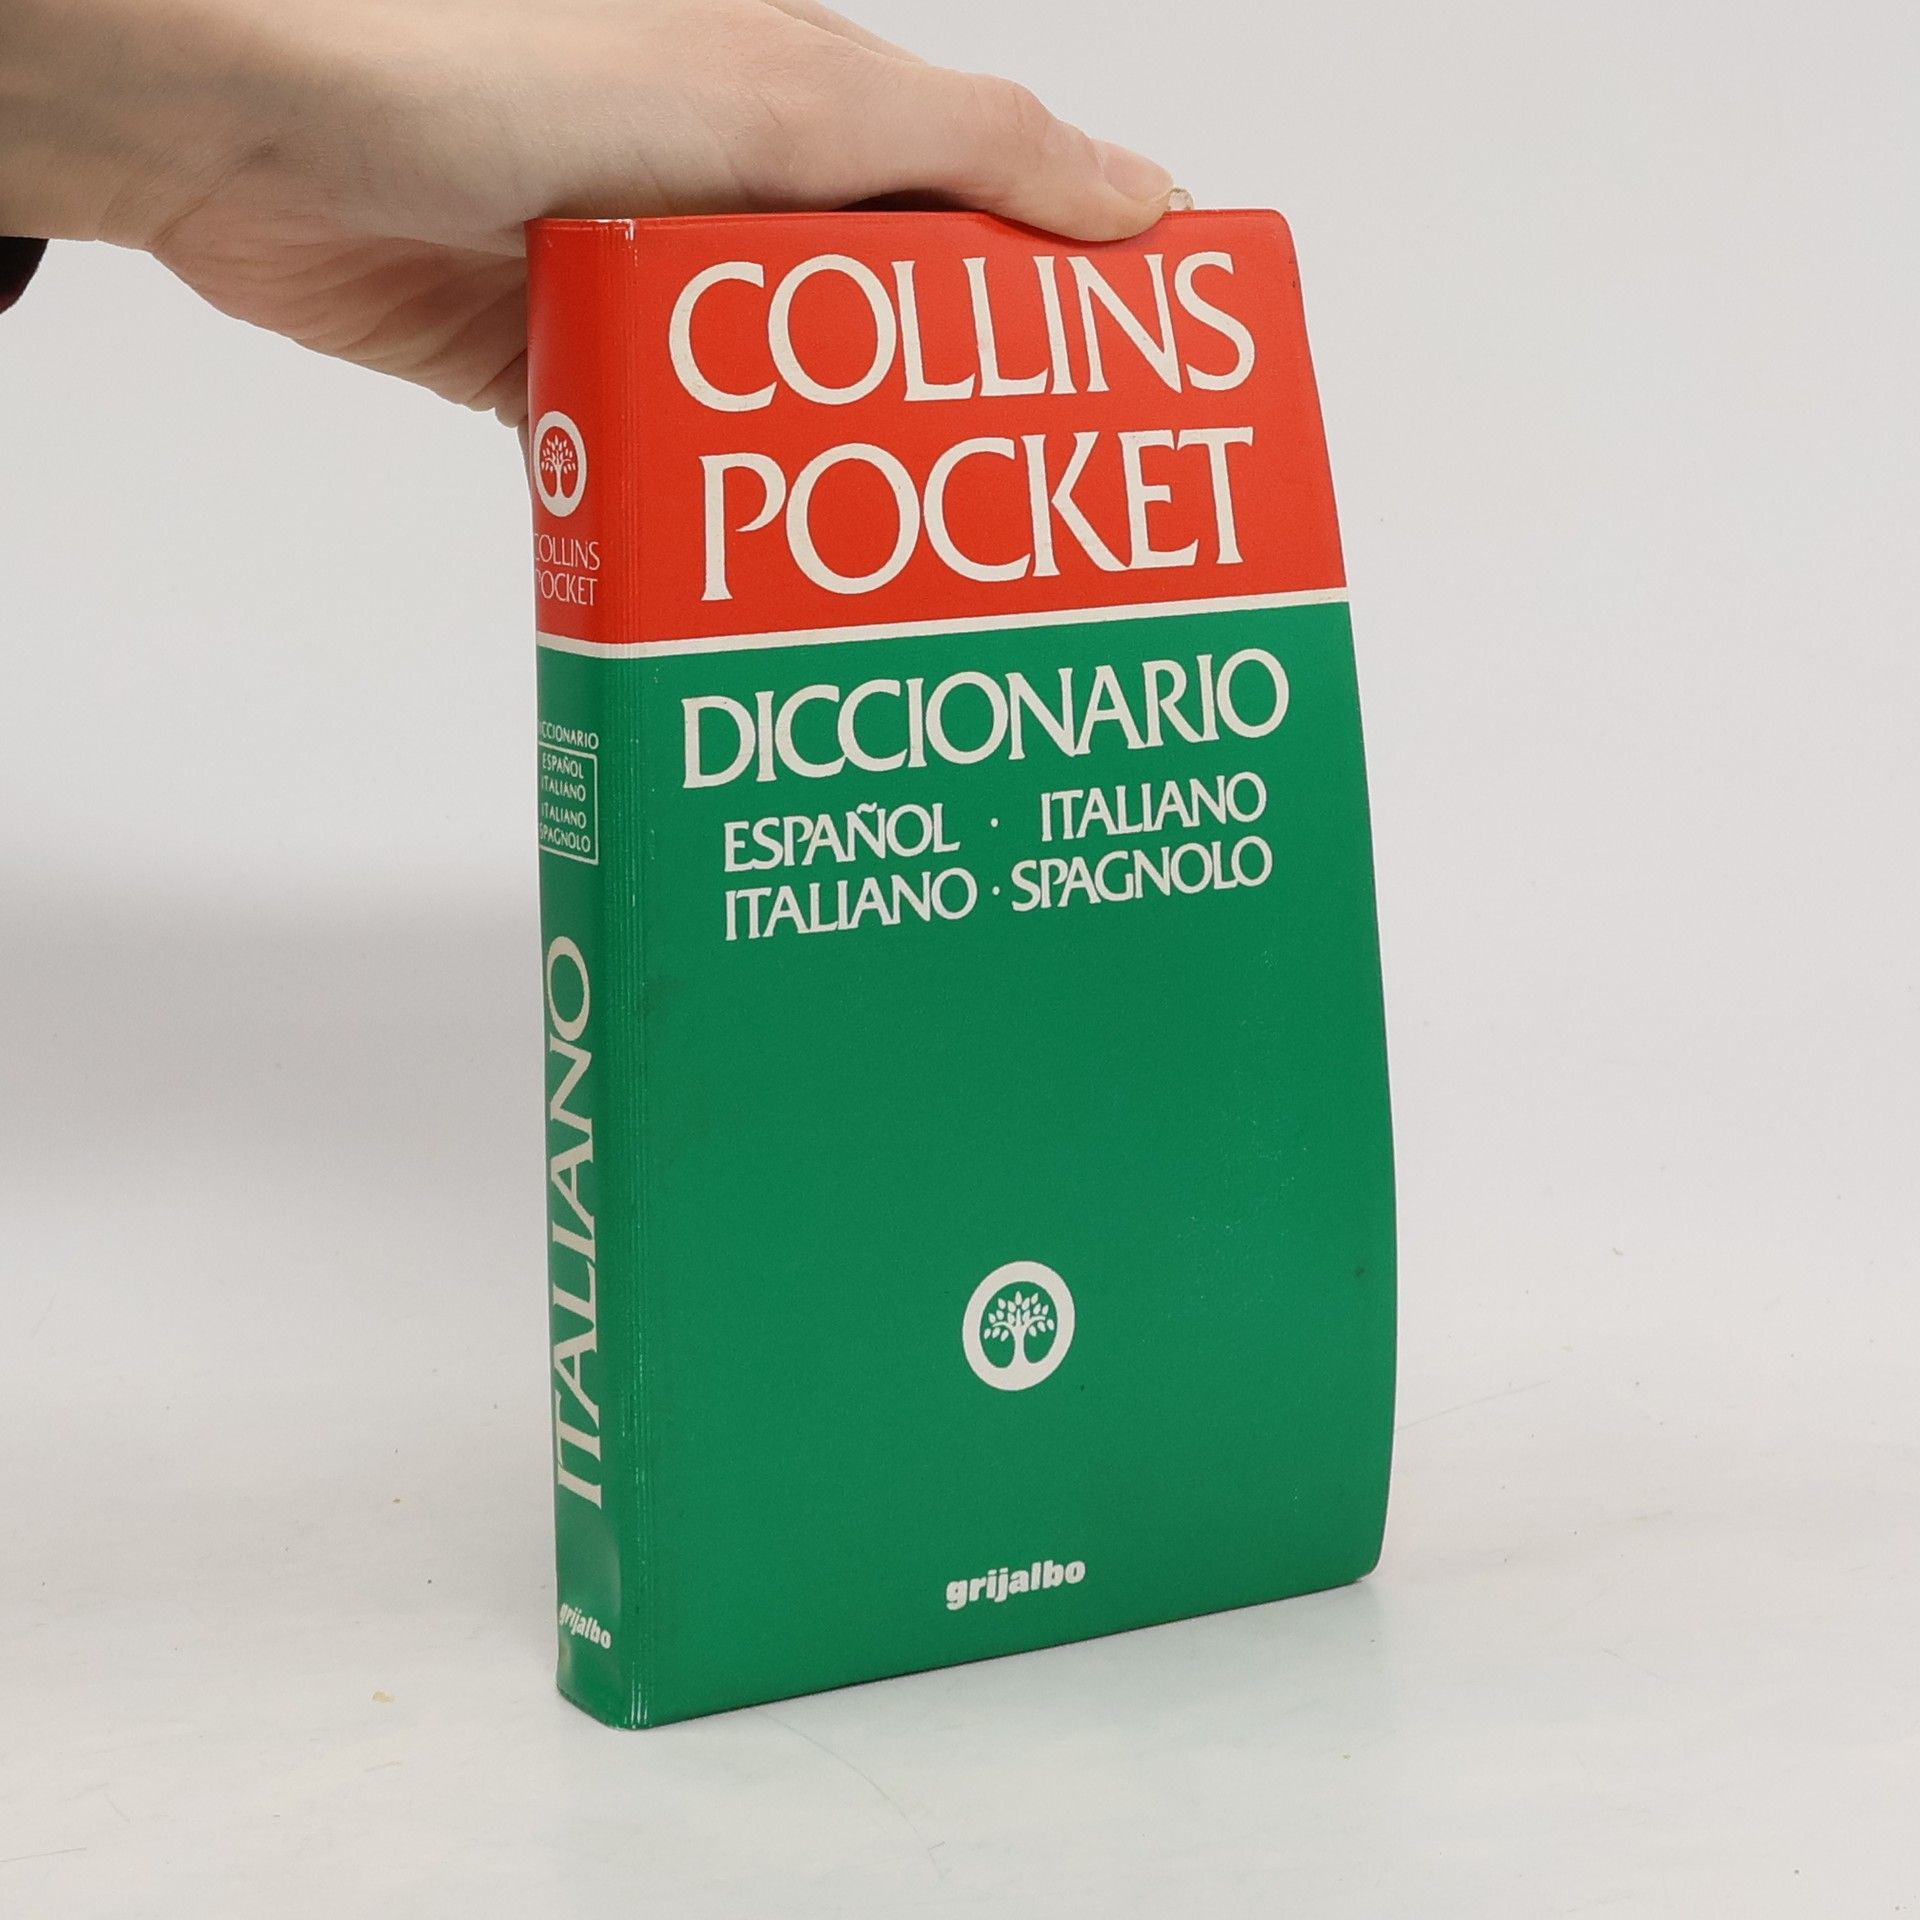 COLLINS
POCKET
DICCIONARIO
ESPAÑOL · ITALIANO
ITALIANO · SPAGNOLO
grijalbo
COLLINS
POCKET
DICCIONARIO
ESPAÑOL
ITALIANO
ITALIANO
SPAGNOLO
ITALIANO
grijalbo